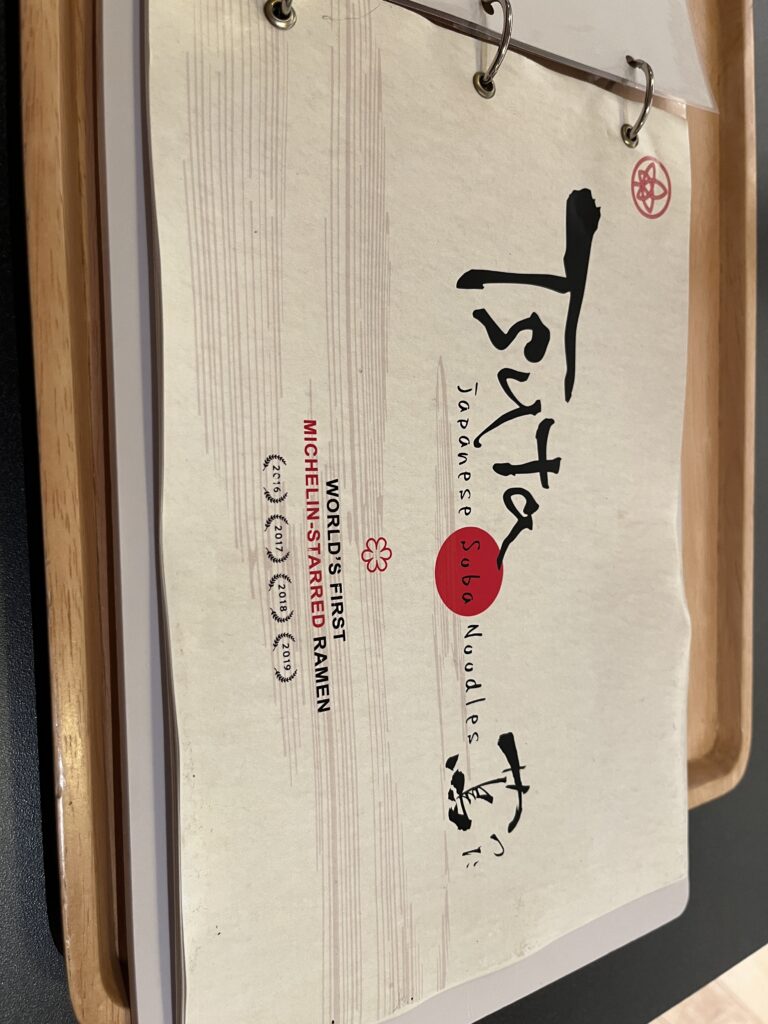 Tsuta
Japanese Soba Noodles
蔦
WORLD'S FIRST
MICHELIN-STARRED RAMEN
2016 2017 2018 2019